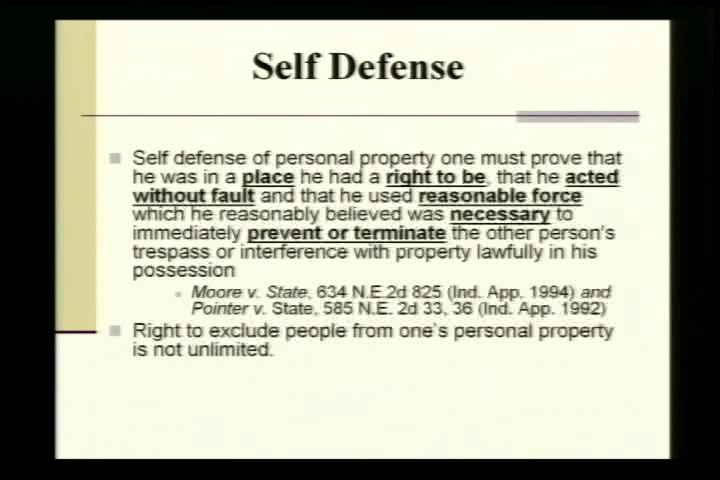 Self Defense
Self defense of personal property one must prove that
he was in a place he had a right to be, that he acted
without fault and that he used reasonable force
which he reasonably believed was necessary to
immediately prevent or terminate the other person's
trespass or interference with property lawfully in his
possession
Moore v. State, 634 N.E.2d 825 (Ind. App. 1994) and
Pointer v. State, 585 N.E. 2d 33, 36 (Ind. App. 1992)
Right to exclude people from one's personal property
is not unlimited.